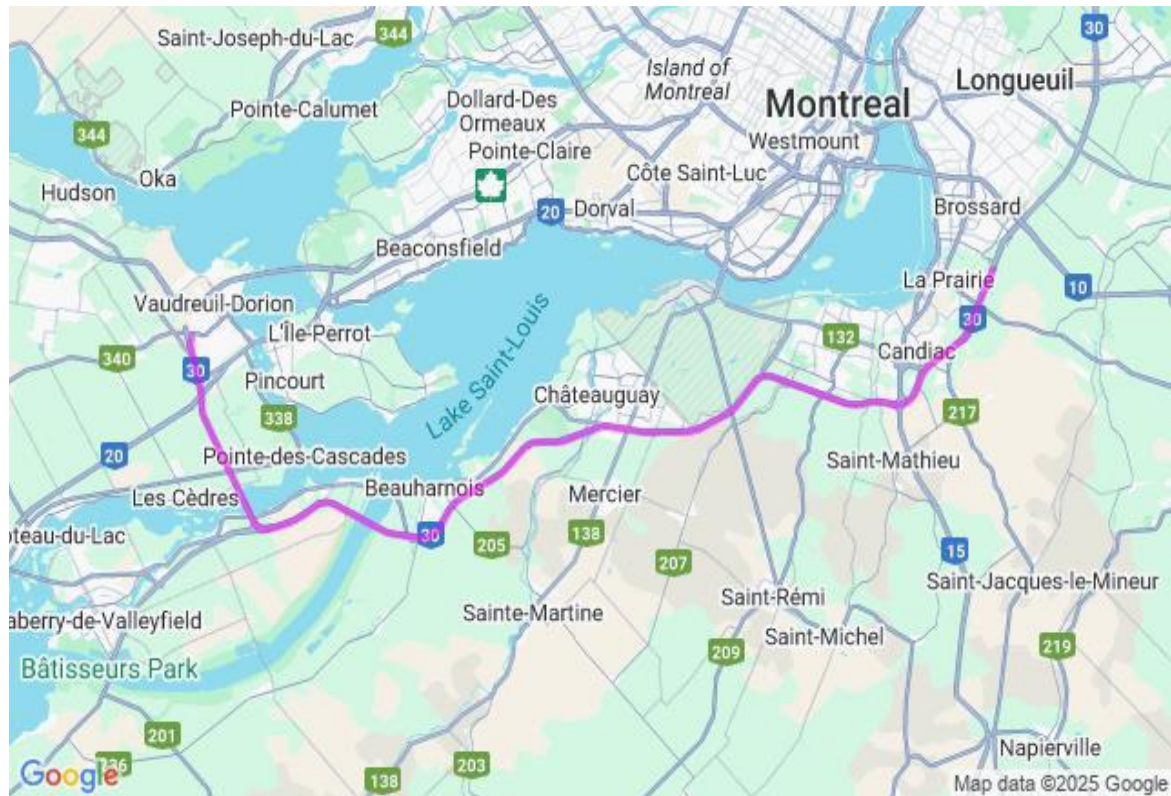 344
Saint-Joseph-du-Lac
30
Island of
Montreal
Longueuil
Pointe-Calumet
Dollard-Des
Ormeaux
Montreal
344
Pointe-Claire
Westmount
Oka
Côte Saint-Luc
Hudson
20
Dorval
Brossard
Beaconsfield
La Prairie
10
Vaudreuil-Dorion
L'Île-Perrot
30
132
340
30
Candiac
Pincourt
Lake Saint-Louis
Châteauguay
338
217
20
Pointe-des-Cascades
Saint-Mathieu
Les Cèdres
Beauharnois
Mercier
oteau-du-Lac
30
205
138
15
207
Saint-Jacques-le-Mineur
Saint-Rémi
aberry-de-Valleyfield
Sainte-Martine
Saint-Michel
Bâtisseurs Park
209
219
201
Napierville
236
203
138
Google
Map data ©2025 Google